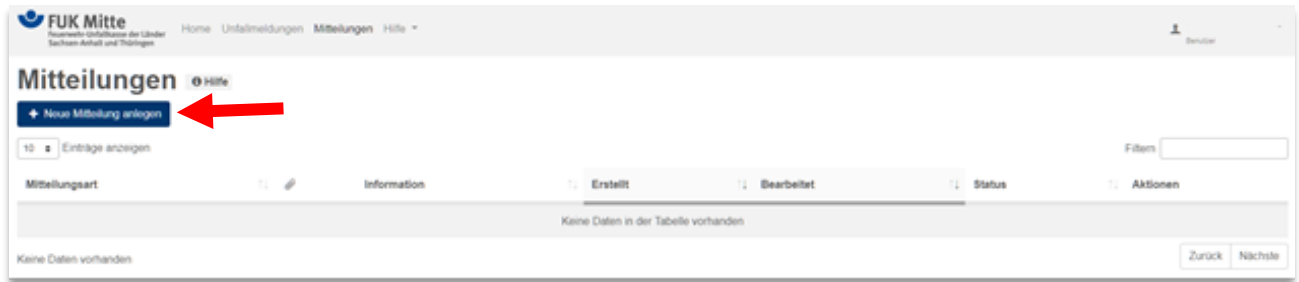 FUK Mitte
Feuerwehr-Unfallkasse der Länder
Sachsen-Anhalt und Thüringen
Home Unfallmeldungen Mitteilungen Hilfe
Benutzer
Mitteilungen Hilfe
+ Neue Mitteilung anlegen
10 Einträge anzeigen Filtern
Mitteilungsart Information Erstellt Bearbeitet Status Aktionen
Keine Daten in der Tabelle vorhanden
Keine Daten vorhanden Zurück Nächste